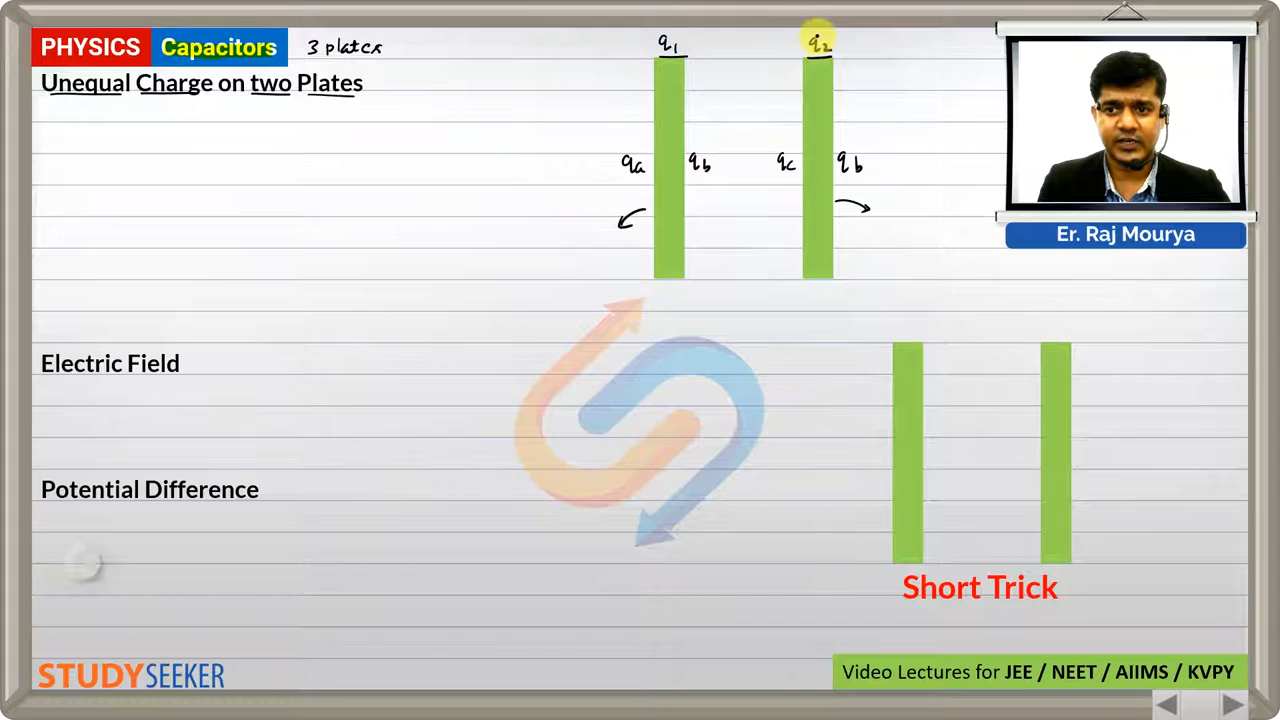 PHYSICS Capacitors 3 plates
Unequal Charge on two Plates
q1 q2
qa qb qc qb
Er. Raj Mourya
Electric Field
Potential Difference
Short Trick
STUDYSEEKER
Video Lectures for JEE / NEET / AIIMS / KVPY